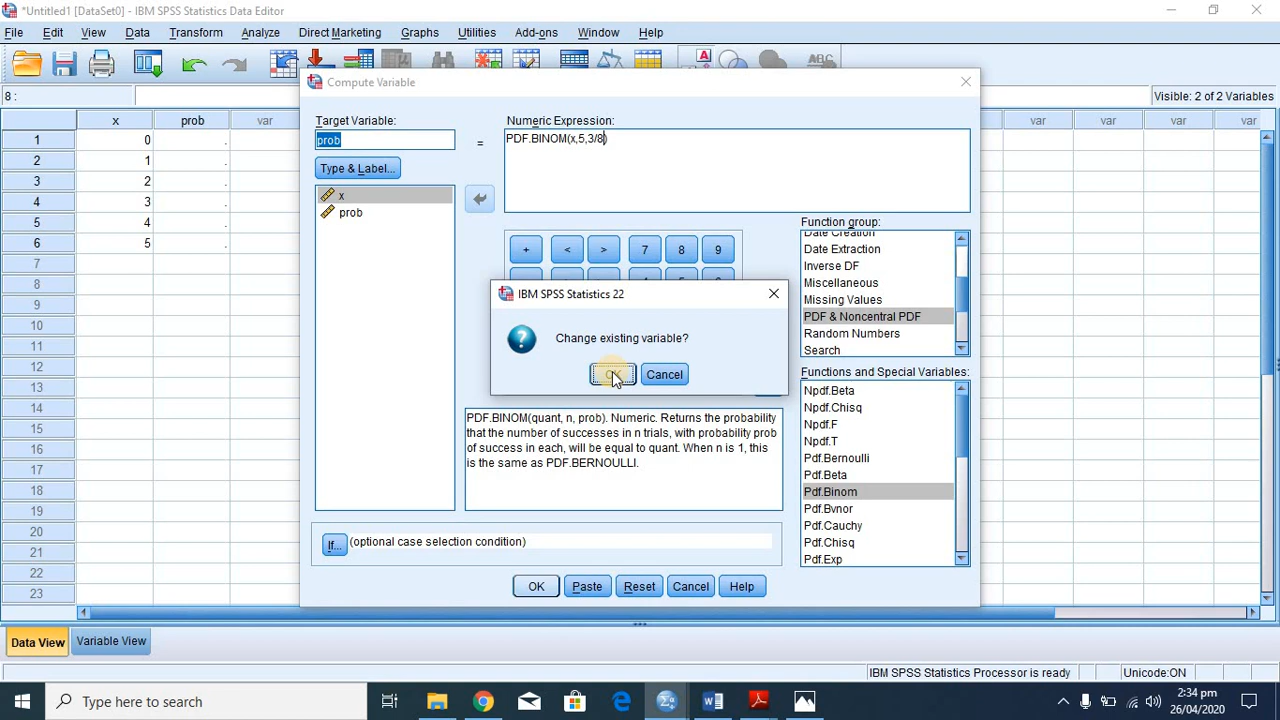 *Untitled1 [DataSet0] - IBM SPSS Statistics Data Editor
File Edit View Data Transform Analyze Direct Marketing Graphs Utilities Add-ons Window Help
8 :
Visible: 2 of 2 Variables
x prob var var var var var var
1 0 .
2 1 .
3 2 .
4 3 .
5 4 .
6 5 .
7
8
9
10
11
12
13
14
15
16
17
18
19
20
21
22
23
Compute Variable
Target Variable:
prob
=
Numeric Expression:
PDF.BINOM(x,5,3/8)
Type & Label...
x
prob
+ < > 7 8 9
Function group:
Date Creation
Date Extraction
Inverse DF
Miscellaneous
Missing Values
PDF & Noncentral PDF
Random Numbers
Search
IBM SPSS Statistics 22
Change existing variable?
OK Cancel
Functions and Special Variables:
Npdf.Beta
Npdf.Chisq
Npdf.F
Npdf.T
Pdf.Bernoulli
Pdf.Beta
Pdf.Binom
Pdf.Bvnor
Pdf.Cauchy
Pdf.Chisq
Pdf.Exp
PDF.BINOM(quant, n, prob). Numeric. Returns the probability
that the number of successes in n trials, with probability prob
of success in each, will be equal to quant. When n is 1, this
is the same as PDF.BERNOULLI.
If... (optional case selection condition)
OK Paste Reset Cancel Help
Data View Variable View
IBM SPSS Statistics Processor is ready Unicode:ON
Type here to search
2:34 pm
26/04/2020